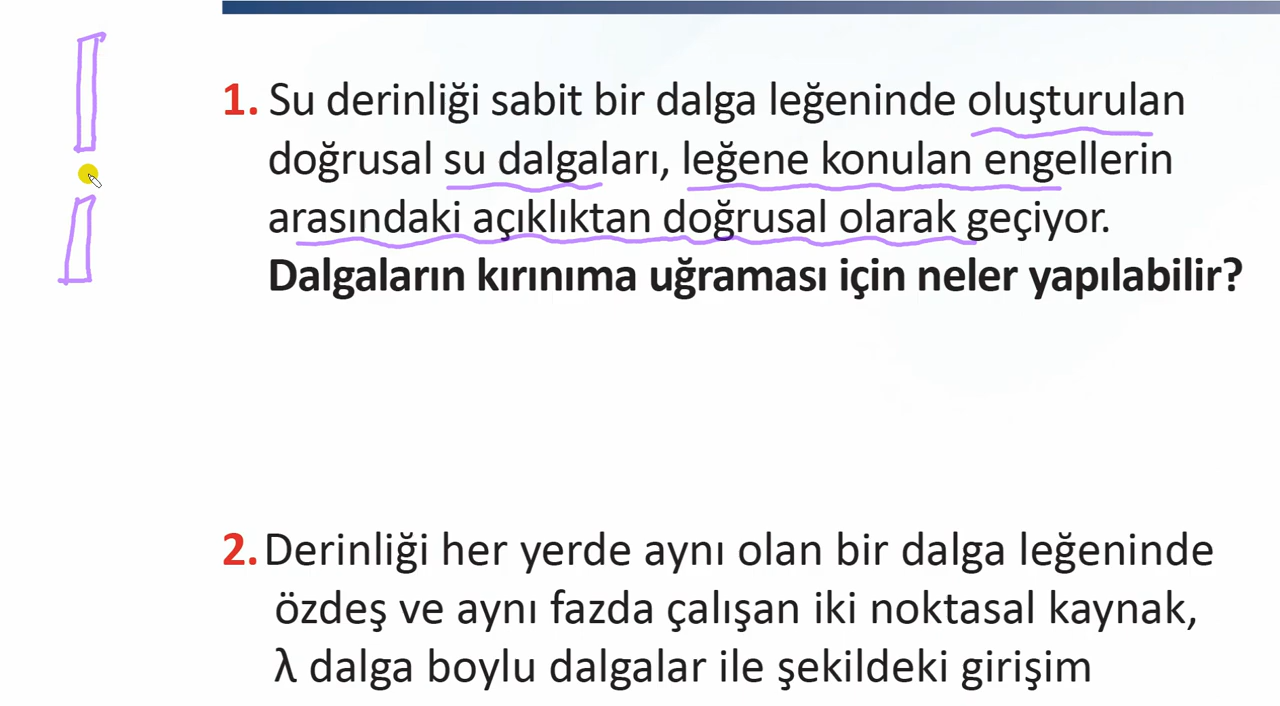 1. Su derinliği sabit bir dalga leğeninde oluşturulan
doğrusal su dalgaları, leğene konulan engellerin
arasındaki açıklıktan doğrusal olarak geçiyor.
Dalgaların kırınıma uğraması için neler yapılabilir?
2. Derinliği her yerde aynı olan bir dalga leğeninde
özdeş ve aynı fazda çalışan iki noktasal kaynak,
λ dalga boylu dalgalar ile şekildeki girişim